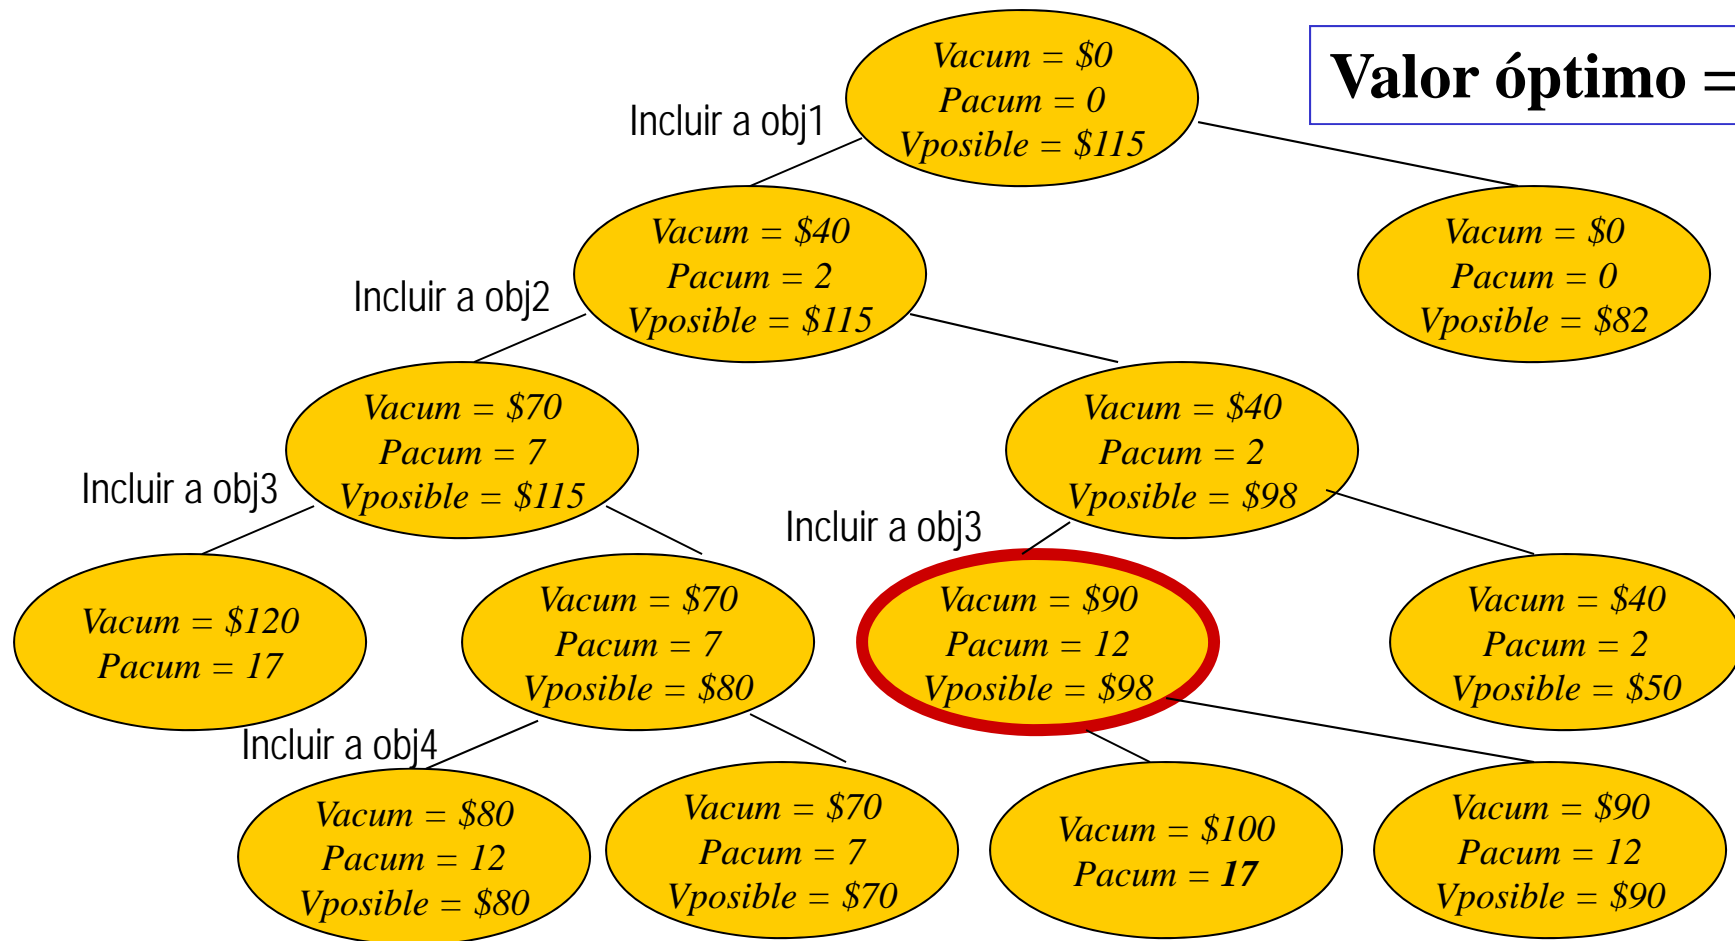 Vacum = $0
Pacum = 0
Vposible = $115
Valor óptimo =
Incluir a obj1
Vacum = $40
Pacum = 2
Vposible = $115
Vacum = $0
Pacum = 0
Vposible = $82
Incluir a obj2
Vacum = $70
Pacum = 7
Vposible = $115
Vacum = $40
Pacum = 2
Vposible = $98
Incluir a obj3
Incluir a obj3
Vacum = $120
Pacum = 17
Vacum = $70
Pacum = 7
Vposible = $80
Vacum = $90
Pacum = 12
Vposible = $98
Vacum = $40
Pacum = 2
Vposible = $50
Incluir a obj4
Vacum = $80
Pacum = 12
Vposible = $80
Vacum = $70
Pacum = 7
Vposible = $70
Vacum = $100
Pacum = 17
Vacum = $90
Pacum = 12
Vposible = $90